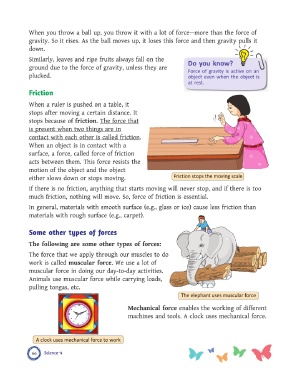 When you throw a ball up, you throw it with a lot of force—more than the force of
gravity. So it rises. As the ball moves up, it loses this force and then gravity pulls it
down.
Similarly, leaves and ripe fruits always fall on the
ground due to the force of gravity, unless they are
plucked.
Do you know?
Force of gravity is active on an
object even when the object is
at rest.
Friction
When a ruler is pushed on a table, it
stops after moving a certain distance. It
stops because of friction. The force that
is present when two things are in
contact with each other is called friction.
When an object is in contact with a
surface, a force, called force of friction
acts between them. This force resists the
motion of the object and the object
either slows down or stops moving.
Friction stops the moving scale
If there is no friction, anything that starts moving will never stop, and if there is too
much friction, nothing will move. So, force of friction is essential.
In general, materials with smooth surface (e.g., glass or ice) cause less friction than
materials with rough surface (e.g., carpet).
Some other types of forces
The following are some other types of forces:
The force that we apply through our muscles to do
work is called muscular force. We use a lot of
muscular force in doing our day-to-day activities.
Animals use muscular force while carrying loads,
pulling tongas, etc.
The elephant uses muscular force
Mechanical force enables the working of different
machines and tools. A clock uses mechanical force.
A clock uses mechanical force to work
66 Science-4